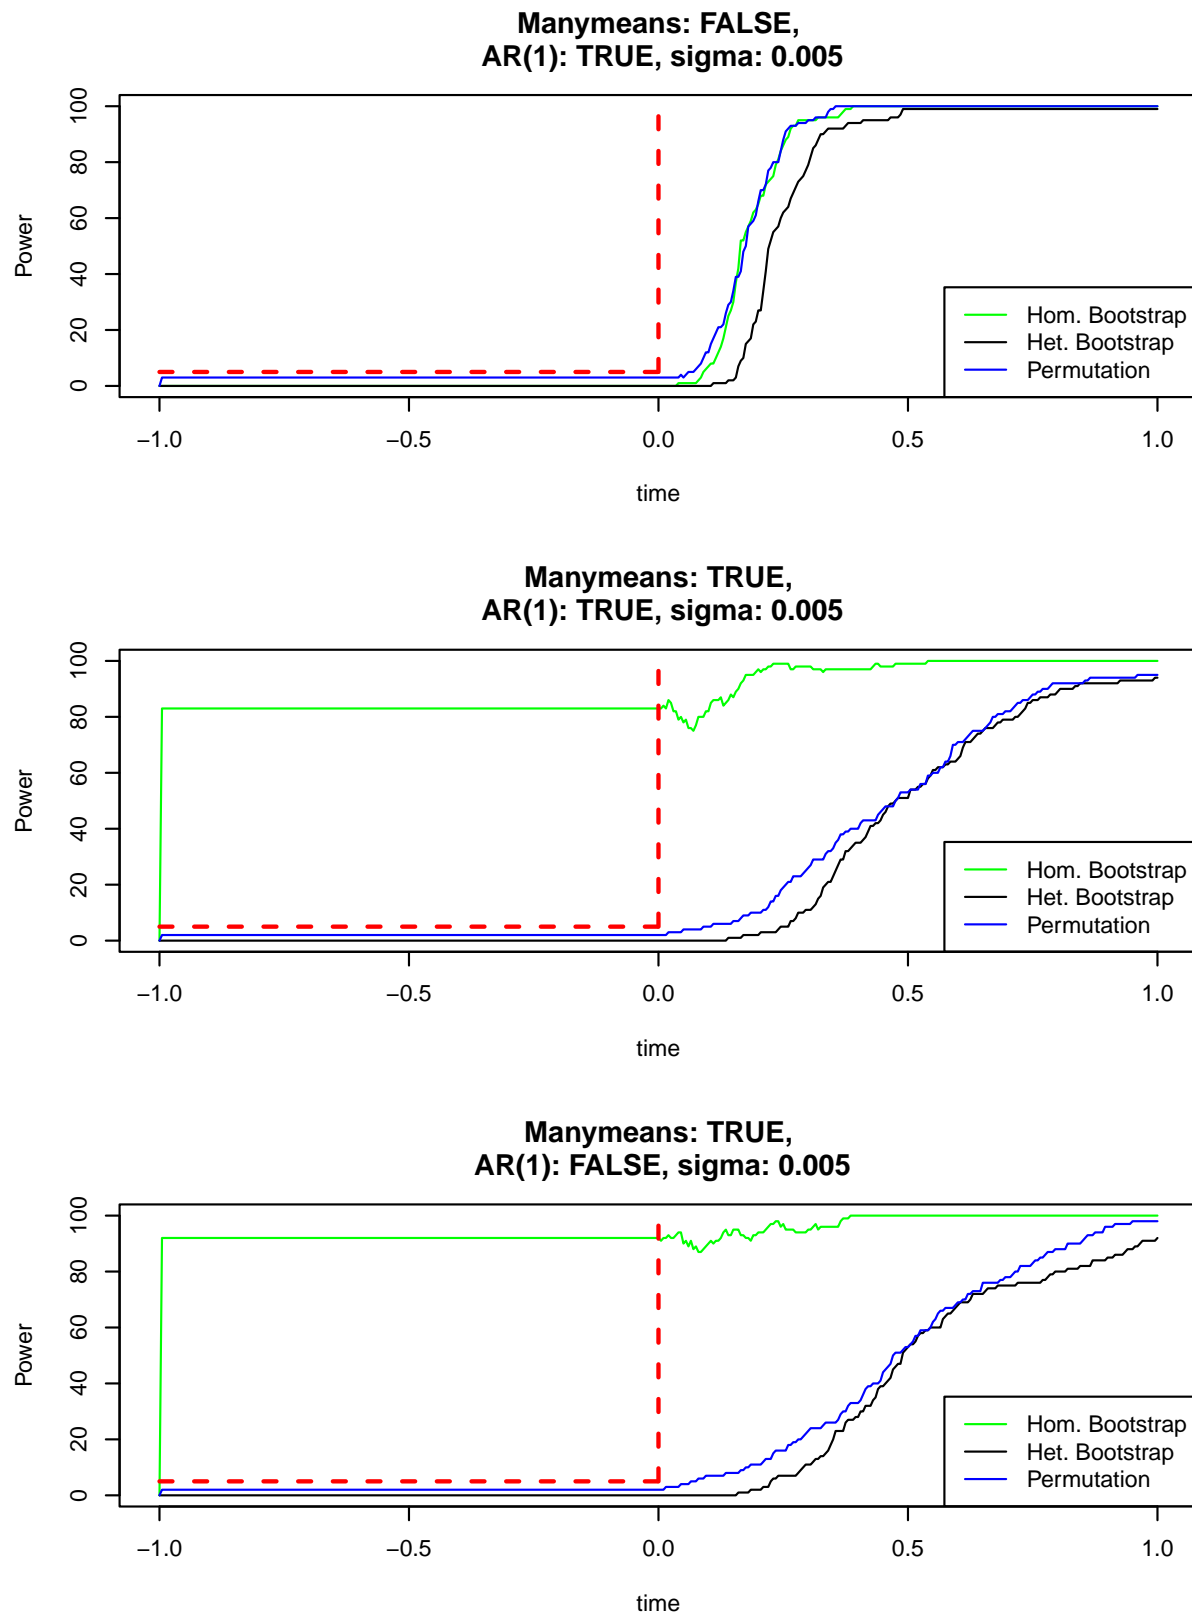 Manymeans: FALSE,
AR(1): TRUE, sigma: 0.005
Power
100
80
60
40
20
0
Hom. Bootstrap
Het. Bootstrap
Permutation
−1.0 −0.5 0.0 0.5 1.0
time
Manymeans: TRUE,
AR(1): TRUE, sigma: 0.005
Power
100
80
60
40
20
0
Hom. Bootstrap
Het. Bootstrap
Permutation
−1.0 −0.5 0.0 0.5 1.0
time
Manymeans: TRUE,
AR(1): FALSE, sigma: 0.005
Power
100
80
60
40
20
0
Hom. Bootstrap
Het. Bootstrap
Permutation
−1.0 −0.5 0.0 0.5 1.0
time